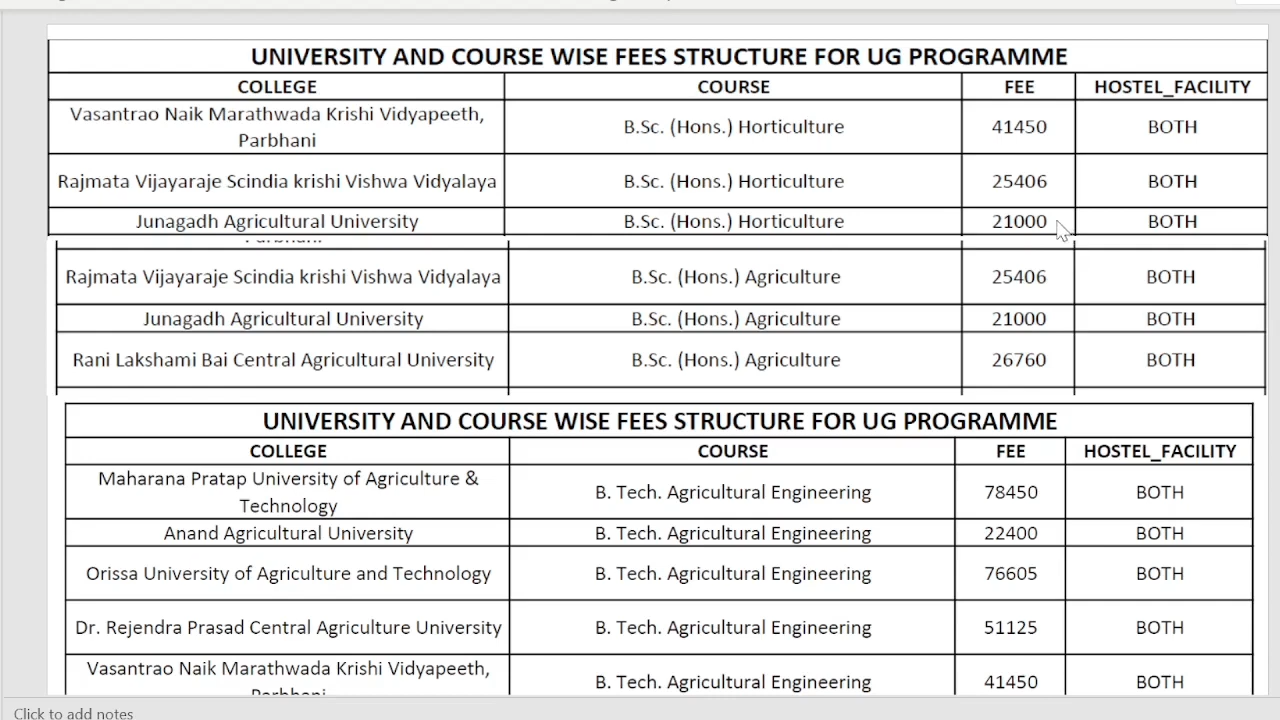 UNIVERSITY AND COURSE WISE FEES STRUCTURE FOR UG PROGRAMME
COLLEGE COURSE FEE HOSTEL_FACILITY
Vasantrao Naik Marathwada Krishi Vidyapeeth,
Parbhani B.Sc. (Hons.) Horticulture 41450 BOTH
Rajmata Vijayaraje Scindia krishi Vishwa Vidyalaya B.Sc. (Hons.) Horticulture 25406 BOTH
Junagadh Agricultural University B.Sc. (Hons.) Horticulture 21000 BOTH
Rajmata Vijayaraje Scindia krishi Vishwa Vidyalaya B.Sc. (Hons.) Agriculture 25406 BOTH
Junagadh Agricultural University B.Sc. (Hons.) Agriculture 21000 BOTH
Rani Lakshami Bai Central Agricultural University B.Sc. (Hons.) Agriculture 26760 BOTH
UNIVERSITY AND COURSE WISE FEES STRUCTURE FOR UG PROGRAMME
COLLEGE COURSE FEE HOSTEL_FACILITY
Maharana Pratap University of Agriculture &
Technology B. Tech. Agricultural Engineering 78450 BOTH
Anand Agricultural University B. Tech. Agricultural Engineering 22400 BOTH
Orissa University of Agriculture and Technology B. Tech. Agricultural Engineering 76605 BOTH
Dr. Rejendra Prasad Central Agriculture University B. Tech. Agricultural Engineering 51125 BOTH
Vasantrao Naik Marathwada Krishi Vidyapeeth,
Parbhani B. Tech. Agricultural Engineering 41450 BOTH
Click to add notes